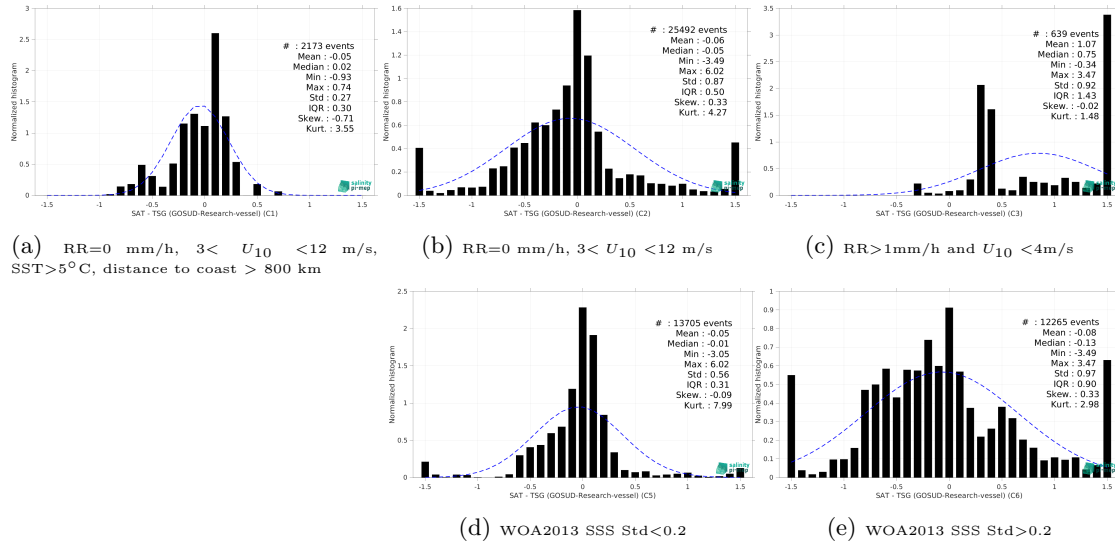 3
2.5
2
1.5
1
0.5
0
Normalized histogram
# : 2173 events
Mean : -0.05
Median : 0.02
Min : -0.93
Max : 0.74
Std : 0.27
IQR : 0.30
Skew. : -0.71
Kurt. : 3.55
salinity
pi-mep
-1.5 -1 -0.5 0 0.5 1 1.5
SAT - TSG (GOSUD-Research-vessel) (C1)
(a) RR=0 mm/h, 3< U10 <12 m/s,
SST>5°C, distance to coast > 800 km
1.6
1.4
1.2
1
0.8
0.6
0.4
0.2
0
Normalized histogram
# : 25492 events
Mean : -0.06
Median : -0.05
Min : -3.49
Max : 6.02
Std : 0.87
IQR : 0.50
Skew. : 0.33
Kurt. : 4.27
salinity
pi-mep
-1.5 -1 -0.5 0 0.5 1 1.5
SAT - TSG (GOSUD-Research-vessel) (C2)
(b) RR=0 mm/h, 3< U10 <12 m/s
3.5
3
2.5
2
1.5
1
0.5
0
Normalized histogram
# : 639 events
Mean : 1.07
Median : 0.75
Min : -0.34
Max : 3.47
Std : 0.92
IQR : 1.43
Skew. : -0.02
Kurt. : 1.48
salinity
pi-mep
-1.5 -1 -0.5 0 0.5 1 1.5
SAT - TSG (GOSUD-Research-vessel) (C3)
(c) RR>1mm/h and U10 <4m/s
2.5
2
1.5
1
0.5
0
Normalized histogram
# : 13705 events
Mean : -0.05
Median : -0.01
Min : -3.05
Max : 6.02
Std : 0.56
IQR : 0.31
Skew. : -0.09
Kurt. : 7.99
salinity
pi-mep
-1.5 -1 -0.5 0 0.5 1 1.5
SAT - TSG (GOSUD-Research-vessel) (C5)
(d) WOA2013 SSS Std<0.2
1
0.9
0.8
0.7
0.6
0.5
0.4
0.3
0.2
0.1
0
Normalized histogram
# : 12265 events
Mean : -0.08
Median : -0.13
Min : -3.49
Max : 3.47
Std : 0.97
IQR : 0.90
Skew. : 0.33
Kurt. : 2.98
salinity
pi-mep
-1.5 -1 -0.5 0 0.5 1 1.5
SAT - TSG (GOSUD-Research-vessel) (C6)
(e) WOA2013 SSS Std>0.2